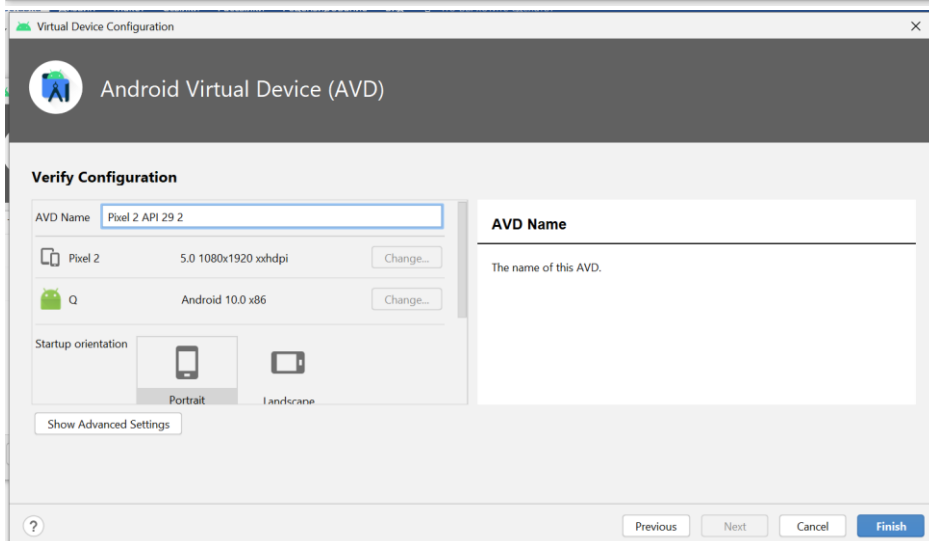 Virtual Device Configuration
Android Virtual Device (AVD)
Verify Configuration
AVD Name Pixel 2 API 29 2
Pixel 2 5.0 1080x1920 xxhdpi Change...
Q Android 10.0 x86 Change...
Startup orientation
Portrait Landscape
AVD Name
The name of this AVD.
Show Advanced Settings
? Previous Next Cancel Finish